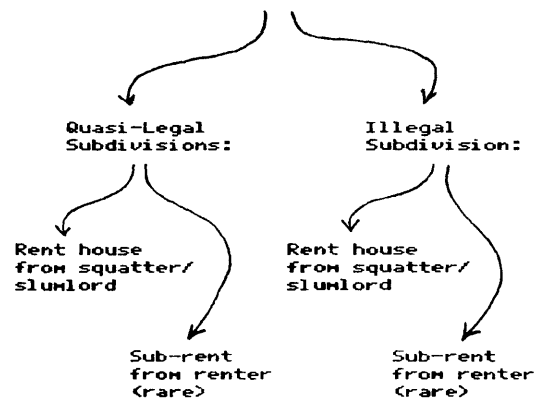 Quasi-Legal
Subdivisions:
Illegal
Subdivision:
Rent house
from squatter/
slumlord
Rent house
from squatter/
slumlord
Sub-rent
from renter
(rare)
Sub-rent
from renter
(rare)